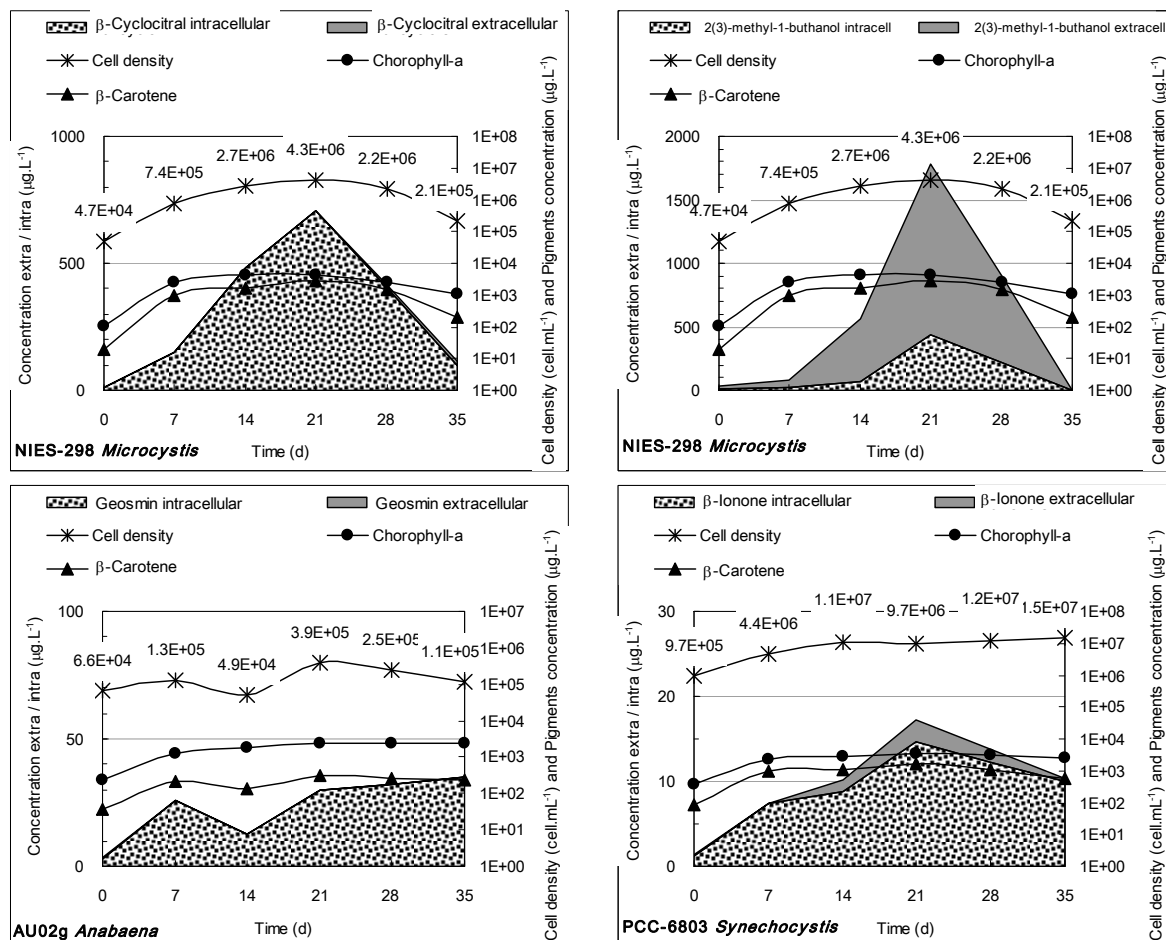 β-Cyclocitral intracellular β-Cyclocitral extracellular
Cell density Chorophyll-a
β-Carotene
Concentration extra / intra (µg.L-1)
1000
500
0
4.7E+04 7.4E+05 2.7E+06 4.3E+06 2.2E+06 2.1E+05
1E+08
1E+07
1E+06
1E+05
1E+04
1E+03
1E+02
1E+01
1E+00
Cell density (cell.mL-1) and Pigments concentration (µg.L-1)
0 7 14 21 28 35
NIES-298 Microcystis Time (d)
2(3)-methyl-1-buthanol intracell 2(3)-methyl-1-buthanol extracell
Cell density Chorophyll-a
β-Carotene
Concentration extra / intra (µg.L-1)
2000
1500
1000
500
0
4.7E+04 7.4E+05 2.7E+06 4.3E+06 2.2E+06 2.1E+05
1E+08
1E+07
1E+06
1E+05
1E+04
1E+03
1E+02
1E+01
1E+00
Cell density (cell.mL-1) and Pigments concentration (µg.L-1)
0 7 14 21 28 35
NIES-298 Microcystis Time (d)
Geosmin intracellular Geosmin extracellular
Cell density Chorophyll-a
β-Carotene
Concentration extra / intra (µg.L-1)
100
50
0
6.6E+04 1.3E+05 4.9E+04 3.9E+05 2.5E+05 1.1E+05
1E+07
1E+06
1E+05
1E+04
1E+03
1E+02
1E+01
1E+00
Cell density (cell.mL-1) and Pigments concentration (µg.L-1)
0 7 14 21 28 35
AU02g Anabaena Time (d)
β-Ionone intracellular β-Ionone extracellular
Cell density Chorophyll-a
β-Carotene
Concentration extra / intra (µg.L-1)
30
20
10
0
9.7E+05 4.4E+06 1.1E+07 9.7E+06 1.2E+07 1.5E+07
1E+08
1E+07
1E+06
1E+05
1E+04
1E+03
1E+02
1E+01
1E+00
Cell density (cell.mL-1) and Pigments concentration (µg.L-1)
0 7 14 21 28 35
PCC-6803 Synechocystis Time (d)